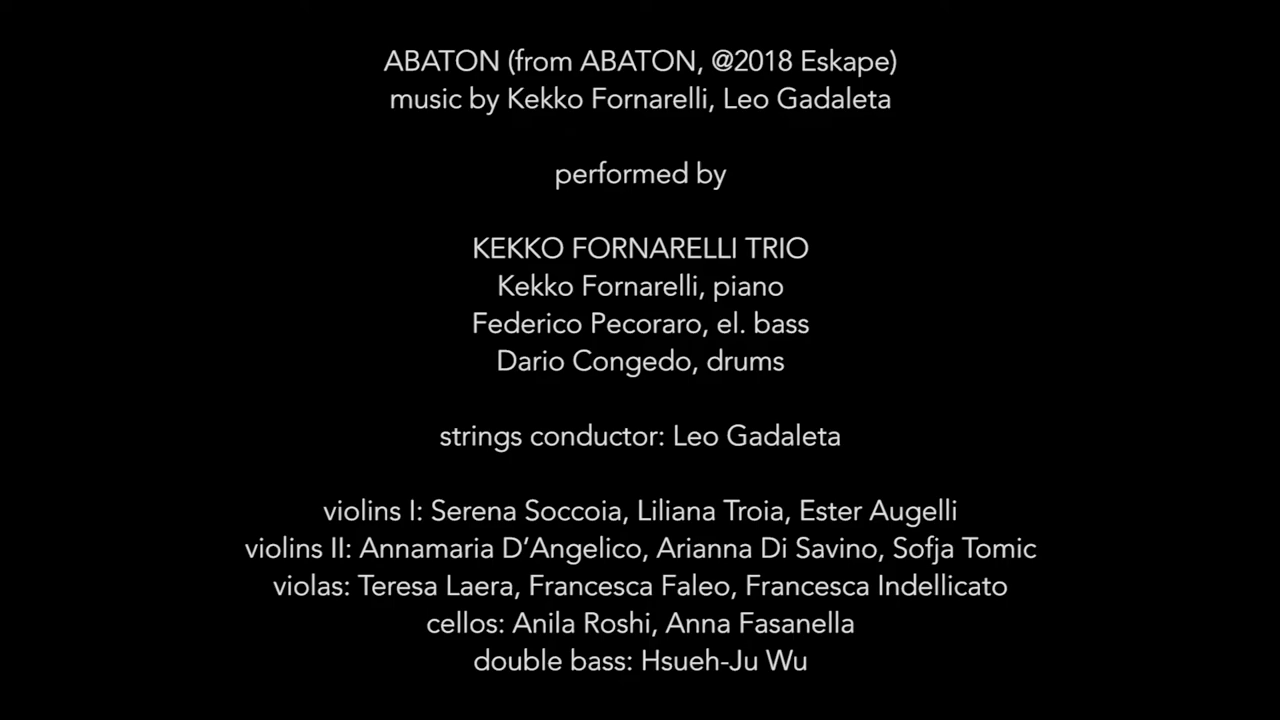 ABATON (from ABATON, @2018 Eskape)
music by Kekko Fornarelli, Leo Gadaleta
performed by
KEKKO FORNARELLI TRIO
Kekko Fornarelli, piano
Federico Pecoraro, el. bass
Dario Congedo, drums
strings conductor: Leo Gadaleta
violins I: Serena Soccoia, Liliana Troia, Ester Augelli
violins II: Annamaria D’Angelico, Arianna Di Savino, Sofja Tomic
violas: Teresa Laera, Francesca Faleo, Francesca Indellicato
cellos: Anila Roshi, Anna Fasanella
double bass: Hsueh-Ju Wu